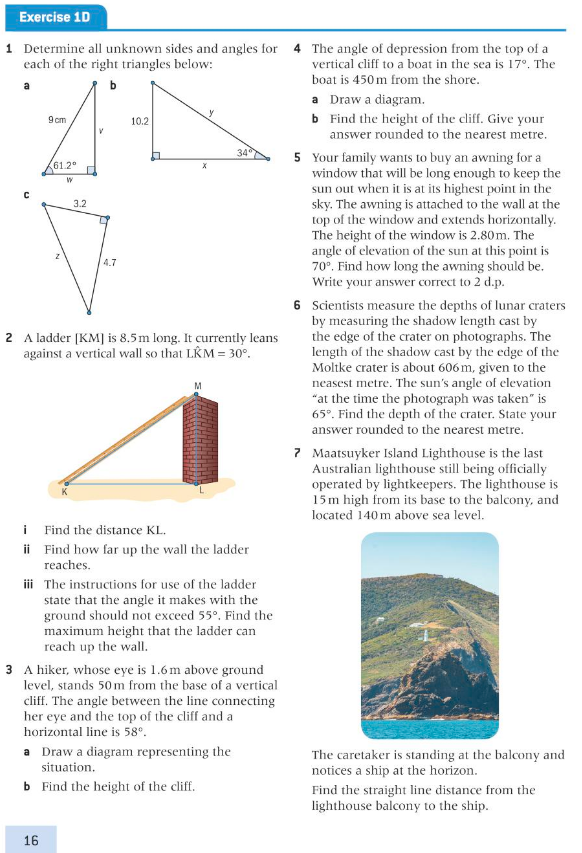 Exercise 1D
1 Determine all unknown sides and angles for
each of the right triangles below:
a
b
9 cm
v
61.2°
w
10.2
y
34°
x
c
3.2
z
4.7
2 A ladder [KM] is 8.5 m long. It currently leans
against a vertical wall so that LK̂M = 30°.
M
K
L
i Find the distance KL.
ii Find how far up the wall the ladder
reaches.
iii The instructions for use of the ladder
state that the angle it makes with the
ground should not exceed 55°. Find the
maximum height that the ladder can
reach up the wall.
3 A hiker, whose eye is 1.6 m above ground
level, stands 50 m from the base of a vertical
cliff. The angle between the line connecting
her eye and the top of the cliff and a
horizontal line is 58°.
a Draw a diagram representing the
situation.
b Find the height of the cliff.
4 The angle of depression from the top of a
vertical cliff to a boat in the sea is 17°. The
boat is 450 m from the shore.
a Draw a diagram.
b Find the height of the cliff. Give your
answer rounded to the nearest metre.
5 Your family wants to buy an awning for a
window that will be long enough to keep the
sun out when it is at its highest point in the
sky. The awning is attached to the wall at the
top of the window and extends horizontally.
The height of the window is 2.80 m. The
angle of elevation of the sun at this point is
70°. Find how long the awning should be.
Write your answer correct to 2 d.p.
6 Scientists measure the depths of lunar craters
by measuring the shadow length cast by
the edge of the crater on photographs. The
length of the shadow cast by the edge of the
Moltke crater is about 606 m, given to the
neasest metre. The sun's angle of elevation
"at the time the photograph was taken" is
65°. Find the depth of the crater. State your
answer rounded to the nearest metre.
7 Maatsuyker Island Lighthouse is the last
Australian lighthouse still being officially
operated by lightkeepers. The lighthouse is
15 m high from its base to the balcony, and
located 140 m above sea level.
The caretaker is standing at the balcony and
notices a ship at the horizon.
Find the straight line distance from the
lighthouse balcony to the ship.
16